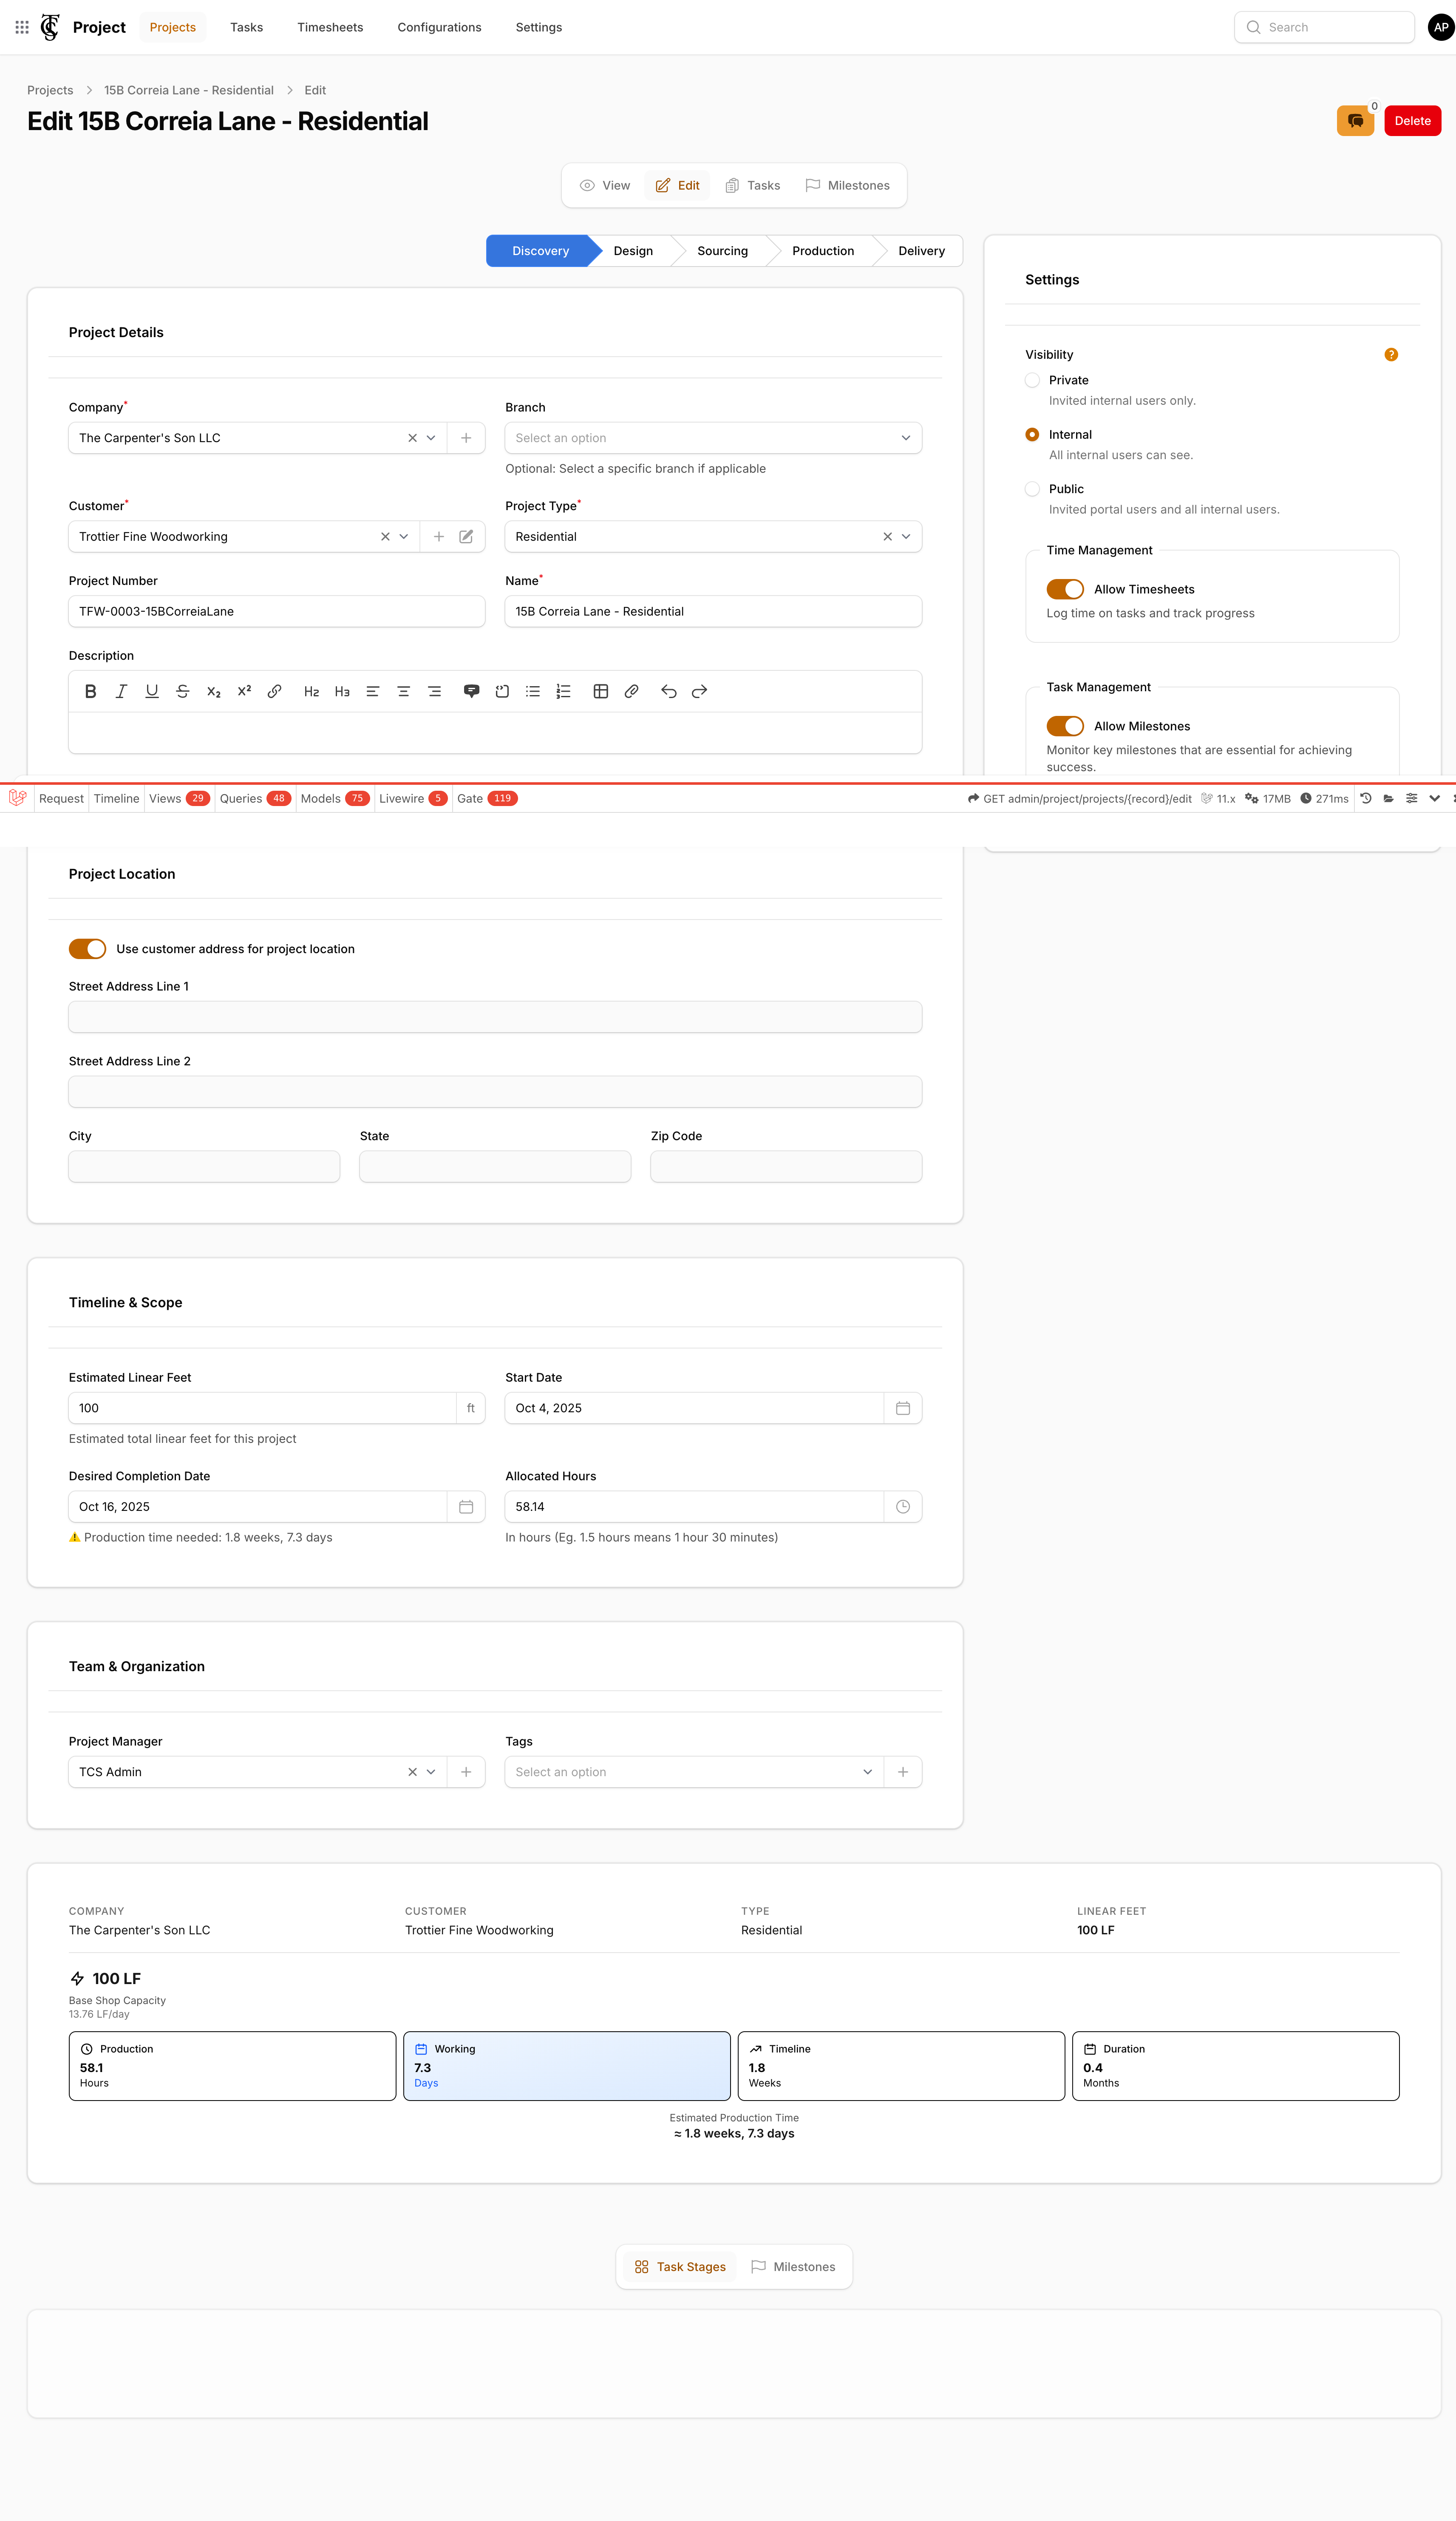 Project Projects Tasks Timesheets Configurations Settings Search AP
Projects > 15B Correia Lane - Residential > Edit
Edit 15B Correia Lane - Residential
0
Delete
View Edit Tasks Milestones
Discovery Design Sourcing Production Delivery
Project Details
Company*
The Carpenter's Son LLC
Branch
Select an option
Optional: Select a specific branch if applicable
Customer*
Trottier Fine Woodworking
Project Type*
Residential
Project Number
TFW-0003-15BCorreiaLane
Name*
15B Correia Lane - Residential
Description
B I U S X₂ X² H2 H3
Settings
Visibility ?
Private
Invited internal users only.
Internal
All internal users can see.
Public
Invited portal users and all internal users.
Time Management
Allow Timesheets
Log time on tasks and track progress
Task Management
Allow Milestones
Monitor key milestones that are essential for achieving
success.
Request Timeline Views 29 Queries 48 Models 75 Livewire 5 Gate 119 GET admin/project/projects/{record}/edit 11.x 17MB 271ms
Project Location
Use customer address for project location
Street Address Line 1
Street Address Line 2
City State Zip Code
Timeline & Scope
Estimated Linear Feet
100 ft
Estimated total linear feet for this project
Start Date
Oct 4, 2025
Desired Completion Date
Oct 16, 2025
⚠️ Production time needed: 1.8 weeks, 7.3 days
Allocated Hours
58.14
In hours (Eg. 1.5 hours means 1 hour 30 minutes)
Team & Organization
Project Manager
TCS Admin
Tags
Select an option
COMPANY
The Carpenter's Son LLC
CUSTOMER
Trottier Fine Woodworking
TYPE
Residential
LINEAR FEET
100 LF
100 LF
Base Shop Capacity
13.76 LF/day
Production
58.1
Hours
Working
7.3
Days
Timeline
1.8
Weeks
Duration
0.4
Months
Estimated Production Time
≈ 1.8 weeks, 7.3 days
Task Stages Milestones